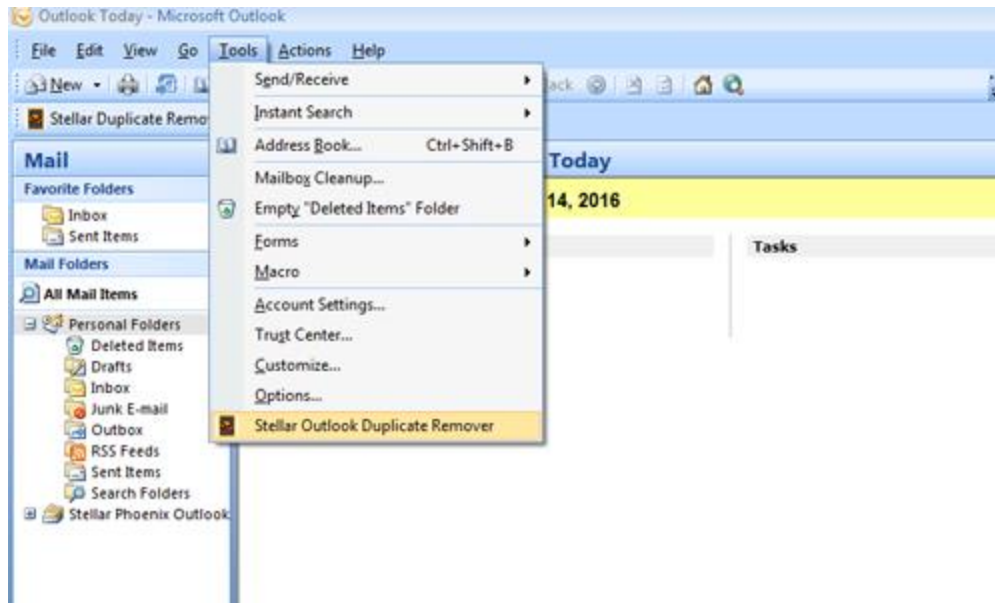 Outlook Today - Microsoft Outlook
File Edit View Go Tools Actions Help
New
Stellar Duplicate Remo
Send/Receive
Instant Search
Address Book... Ctrl+Shift+B
Mailbox Cleanup...
Empty "Deleted Items" Folder
Forms
Macro
Account Settings...
Trust Center...
Customize...
Options...
Stellar Outlook Duplicate Remover
ack
Mail
Favorite Folders
Inbox
Sent Items
Mail Folders
All Mail Items
Personal Folders
Deleted Items
Drafts
Inbox
Junk E-mail
Outbox
RSS Feeds
Sent Items
Search Folders
Stellar Phoenix Outlook
Today
14, 2016
Tasks